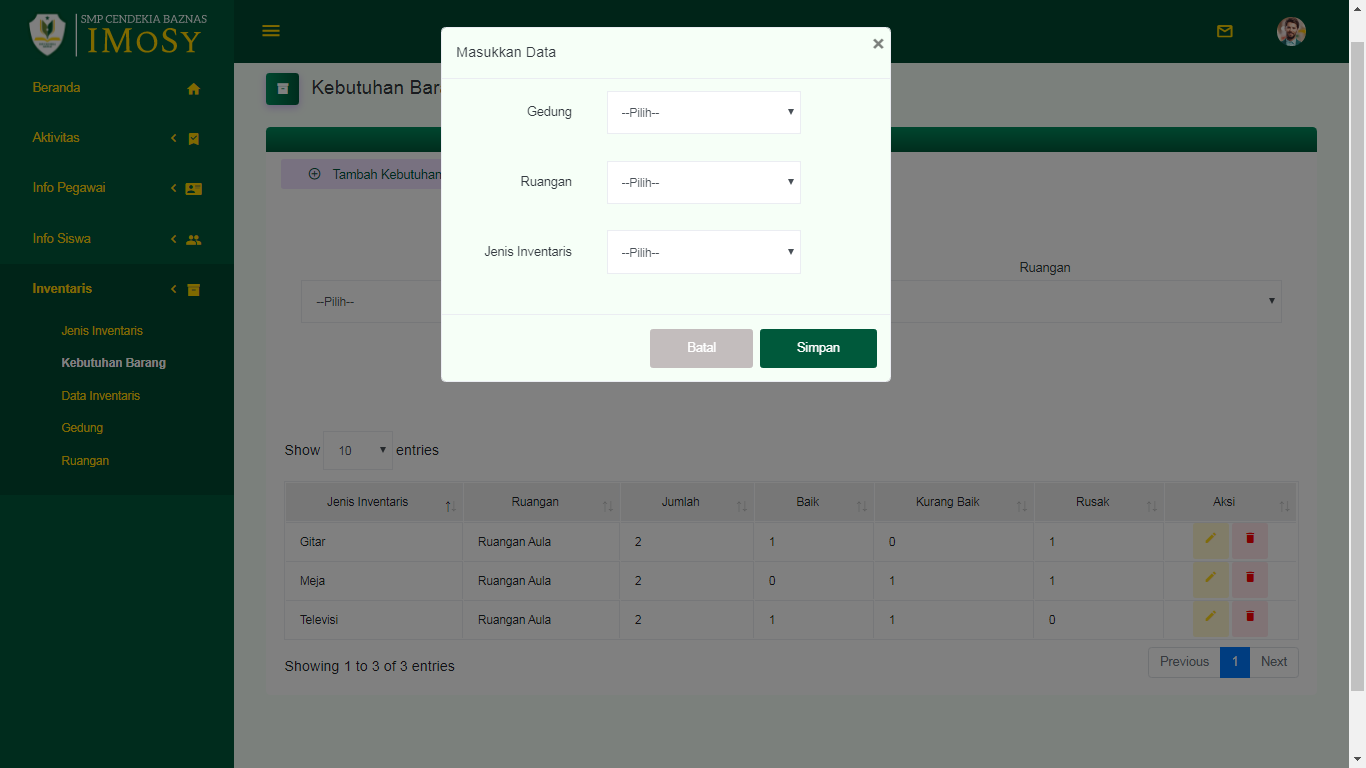 SMP CENDEKIA BAZNAS
IMoSy
Beranda
Aktivitas
Info Pegawai
Info Siswa
Inventaris
Jenis Inventaris
Kebutuhan Barang
Data Inventaris
Gedung
Ruangan
Kebutuhan Bar
Tambah Kebutuhan
Ruangan
--Pilih--
Masukkan Data
×
Gedung --Pilih--
Ruangan --Pilih--
Jenis Inventaris --Pilih--
Batal Simpan
Show 10 entries
Jenis Inventaris Ruangan Jumlah Baik Kurang Baik Rusak Aksi
Gitar Ruangan Aula 2 1 0 1
Meja Ruangan Aula 2 0 1 1
Televisi Ruangan Aula 2 1 1 0
Showing 1 to 3 of 3 entries
Previous 1 Next